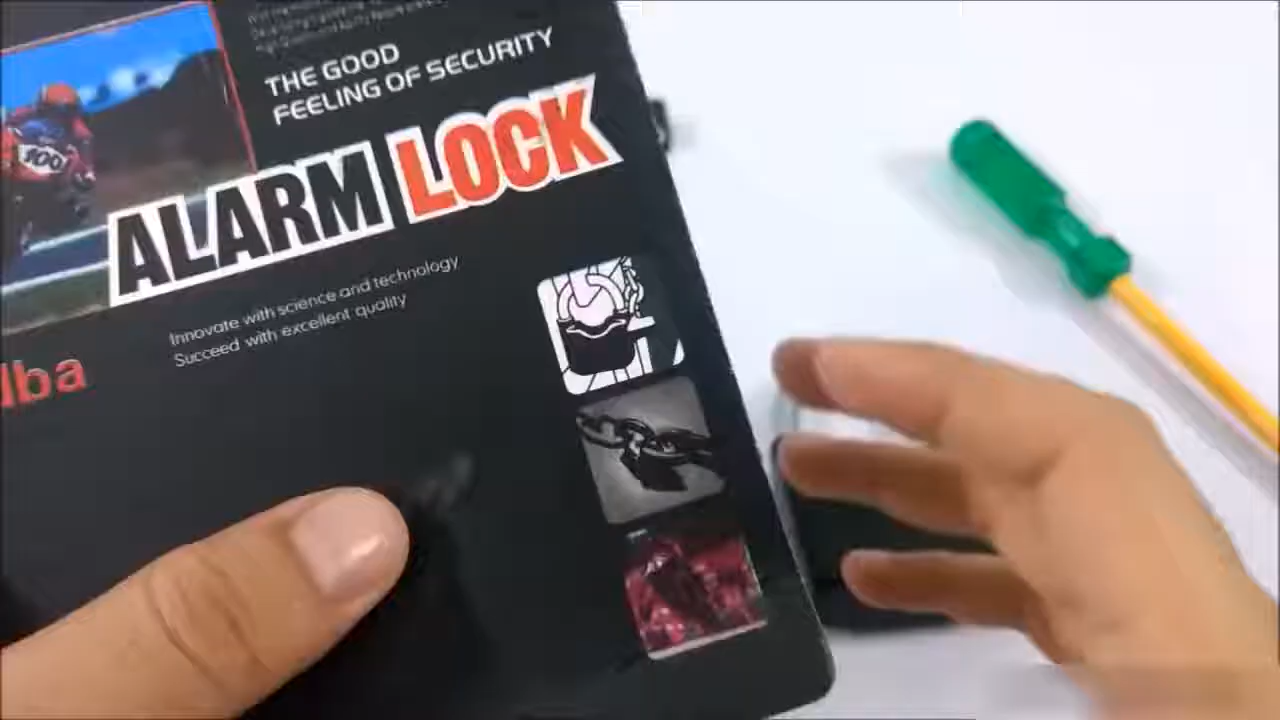 THE GOOD
FEELING OF SECURITY
ALARM LOCK
Innovate with science and technology
Succeed with excellent quality
lba
100